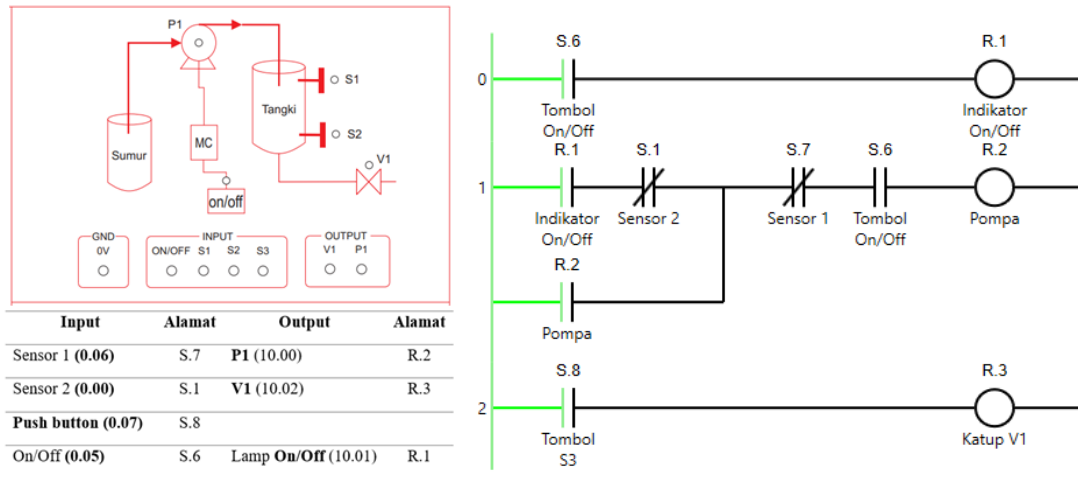 P1
S1
Tangki
S2
MC
Sumur
V1
on/off
GND
0V
INPUT
ON/OFF S1 S2 S3
OUTPUT
V1 P1
Input Alamat Output Alamat
Sensor 1 (0.06) S.7 P1 (10.00) R.2
Sensor 2 (0.00) S.1 V1 (10.02) R.3
Push button (0.07) S.8
On/Off (0.05) S.6 Lamp On/Off (10.01) R.1
S.6 R.1
0
Tombol Indikator
On/Off On/Off
R.1 S.1 S.7 S.6 R.2
1
Indikator Sensor 2 Sensor 1 Tombol Pompa
On/Off On/Off
R.2
Pompa
S.8 R.3
2
Tombol Katup V1
S3